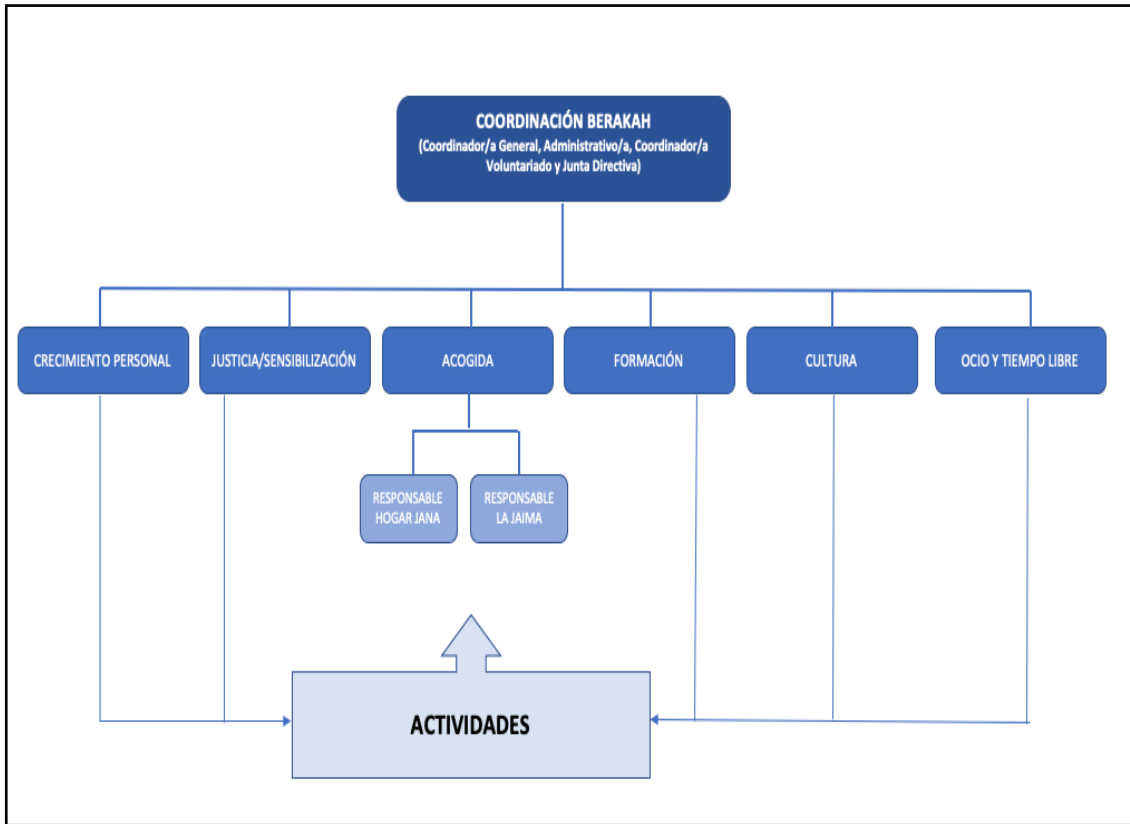 COORDINACIÓN BERAKAH
(Coordinador/a General, Administrativo/a, Coordinador/a
Voluntariado y Junta Directiva)
CRECIMIENTO PERSONAL
JUSTICIA/SENSIBILIZACIÓN
ACOGIDA
FORMACIÓN
CULTURA
OCIO Y TIEMPO LIBRE
RESPONSABLE
HOGAR JANA
RESPONSABLE
LA JAIMA
ACTIVIDADES